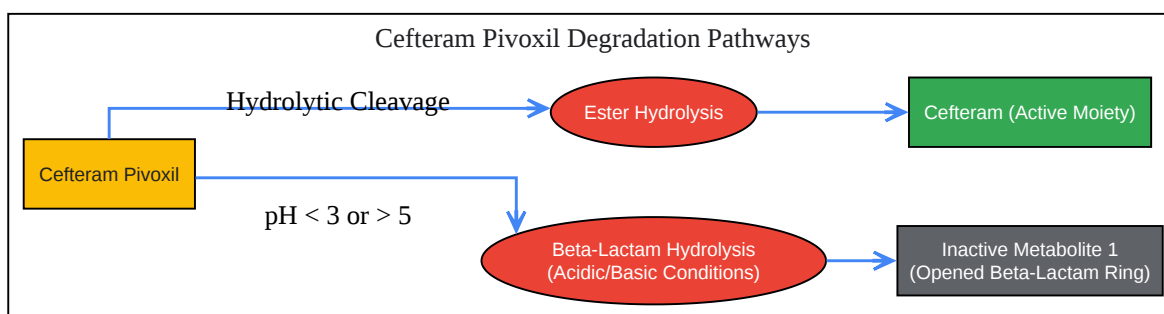 Cefteram Pivoxil Degradation Pathways
Hydrolytic Cleavage
Ester Hydrolysis
Cefteram (Active Moiety)
Cefteram Pivoxil
pH < 3 or > 5
Beta-Lactam Hydrolysis
(Acidic/Basic Conditions)
Inactive Metabolite 1
(Opened Beta-Lactam Ring)